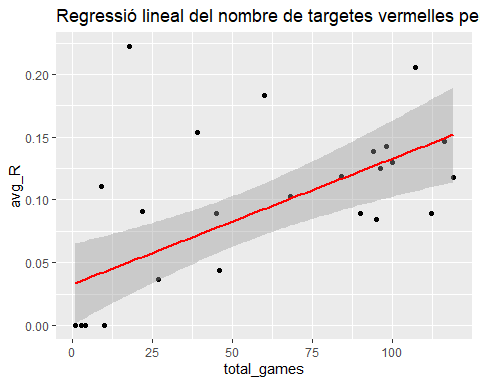 Regressió lineal del nombre de targetes vermelles pe
avg_R
0.20
0.15
0.10
0.05
0.00
0 25 50 75 100
total_games